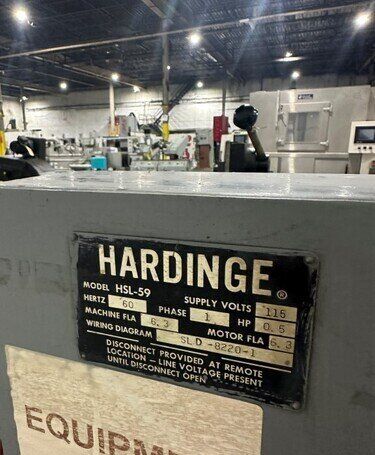 HARDINGE®
MODEL HSL-59
HERTZ 60 PHASE 1 SUPPLY VOLTS 115
MACHINE FLA 6.3 HP 0.5
WIRING DIAGRAM SLD-8220-1 MOTOR FLA 6.3
DISCONNECT PROVIDED AT REMOTE
LOCATION – LINE VOLTAGE PRESENT
UNTIL DISCONNECT OPEN
EQUIPM